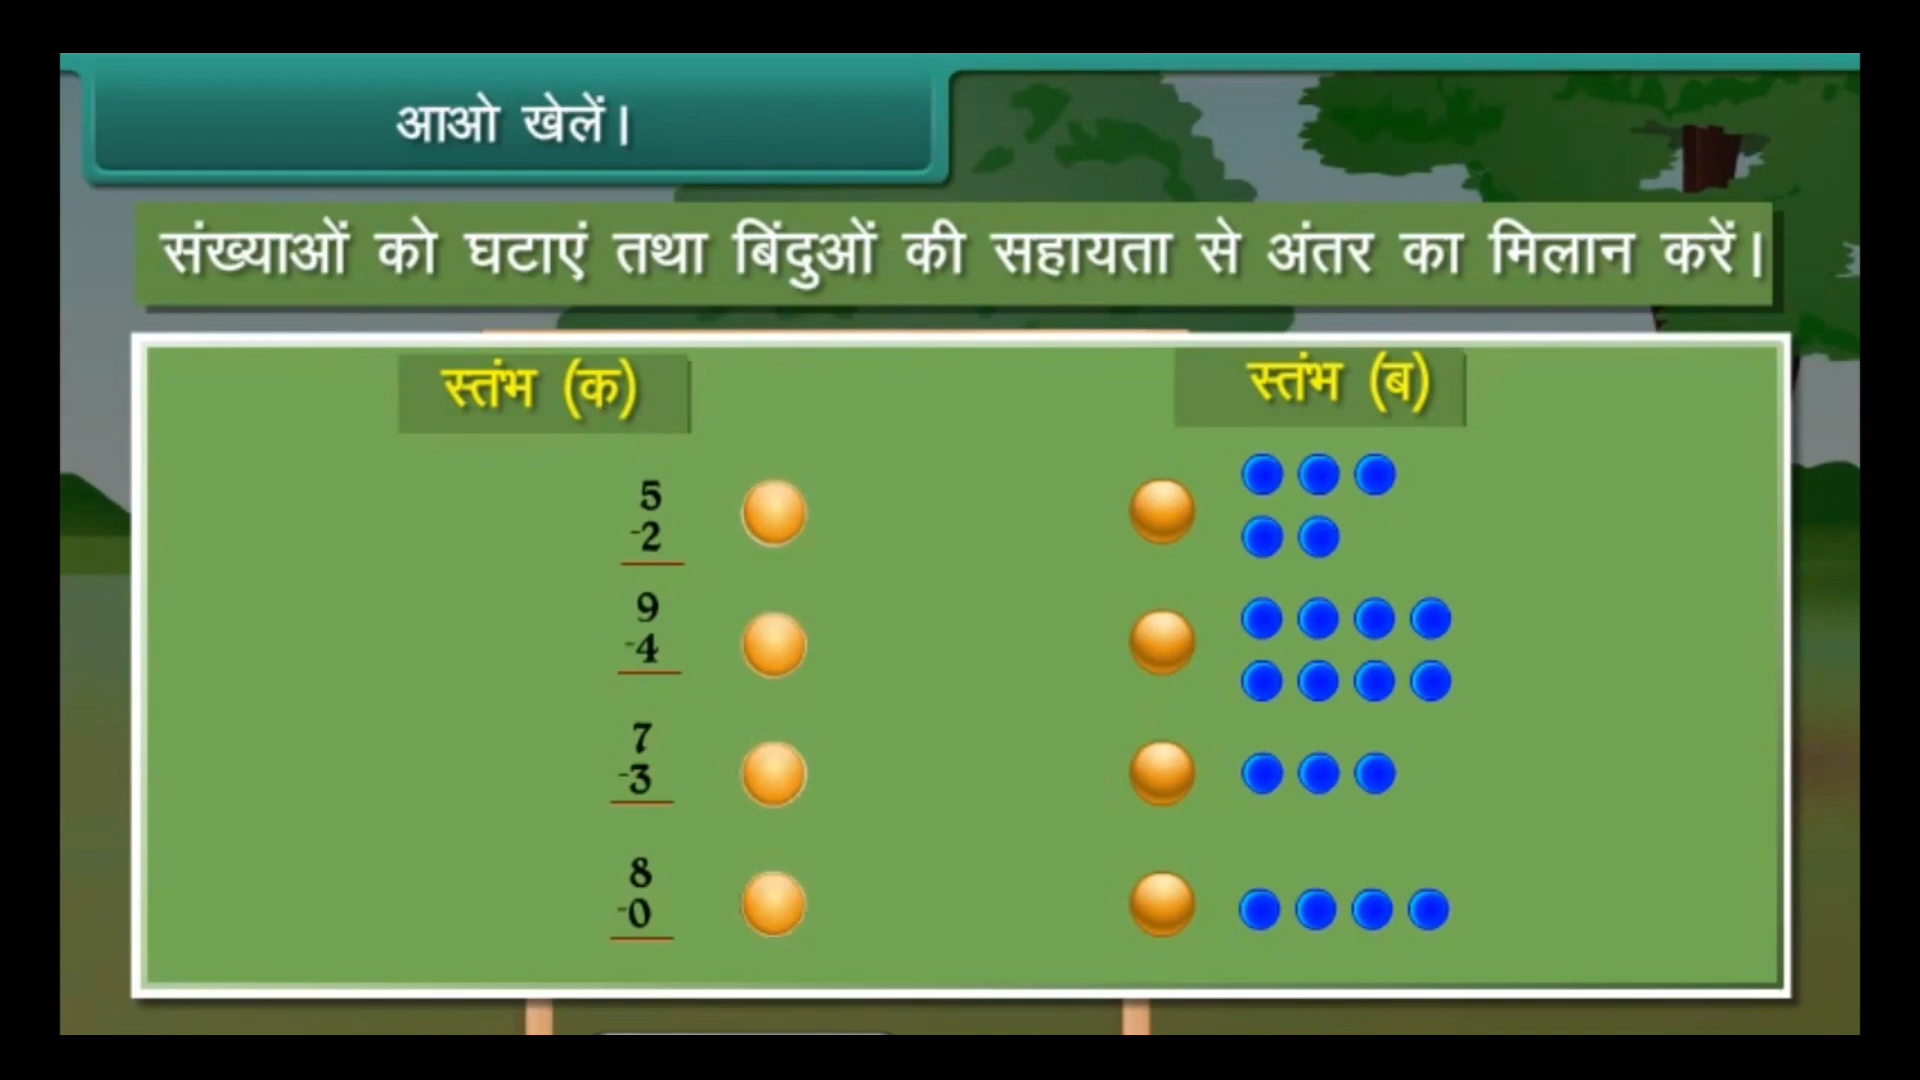 आओ खेलें।
संख्याओं को घटाएं तथा बिंदुओं की सहायता से अंतर का मिलान करें।
स्तंभ (क)
स्तंभ (ब)
5
-2
9
-4
7
-3
8
-0